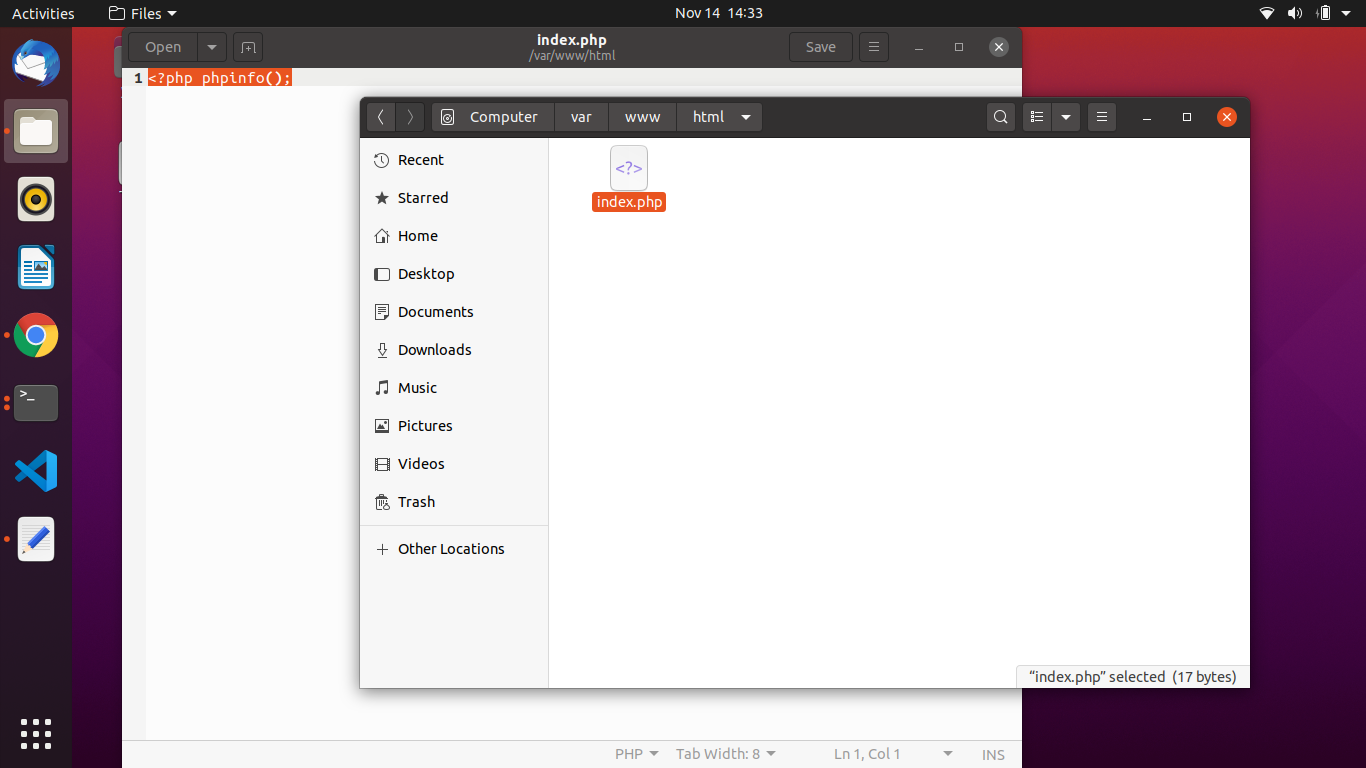 Activities Files Nov 14 14:33
Open index.php Save
/var/www/html
1 <?php phpinfo();
Computer var www html
Recent
Starred
Home
Desktop
Documents
Downloads
Music
Pictures
Videos
Trash
Other Locations
<?>
index.php
“index.php” selected (17 bytes)
PHP Tab Width: 8 Ln 1, Col 1 INS
>_